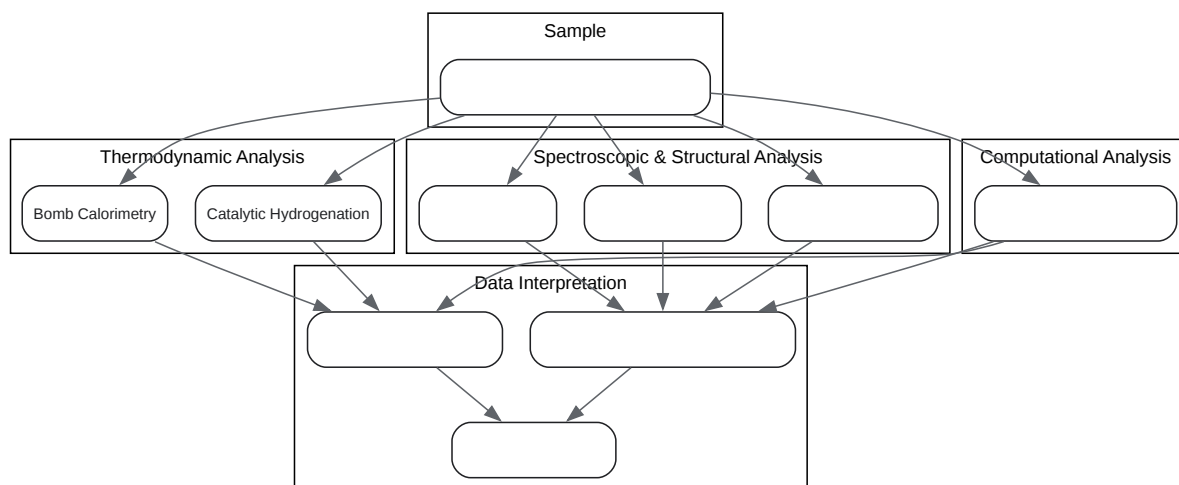 Sample
Thermodynamic Analysis
Spectroscopic & Structural Analysis
Computational Analysis
Bomb Calorimetry
Catalytic Hydrogenation
Data Interpretation